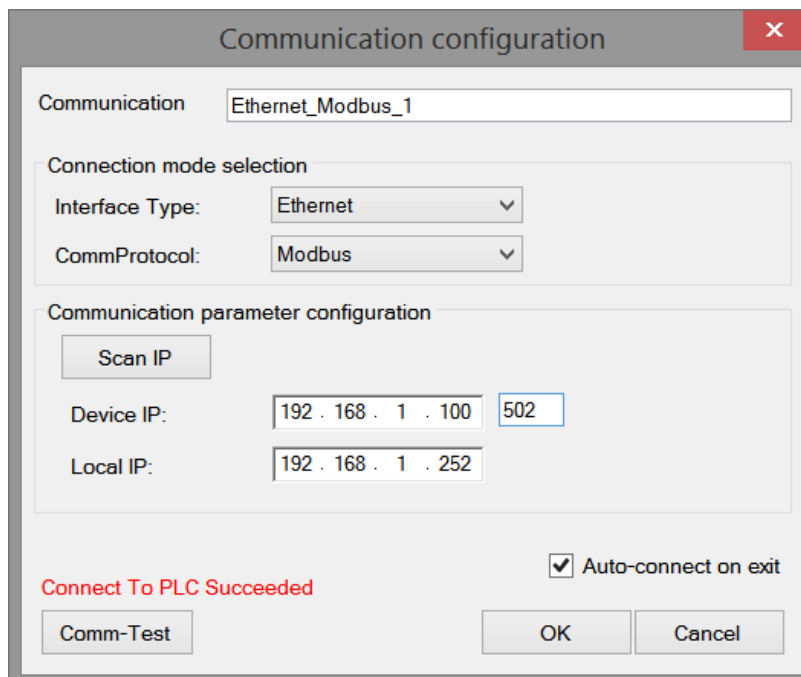 Communication configuration
Communication Ethernet_Modbus_1
Connection mode selection
Interface Type: Ethernet
CommProtocol: Modbus
Communication parameter configuration
Scan IP
Device IP: 192 . 168 . 1 . 100 502
Local IP: 192 . 168 . 1 . 252
Auto-connect on exit
Connect To PLC Succeeded
Comm-Test OK Cancel